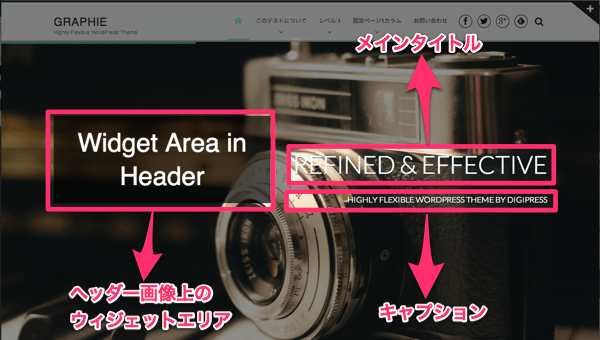 GRAPHIE
Highly Flexible WordPress Theme
このテストについて
レベル 1
固定ページ1カラム
お問い合わせ
メインタイトル
ZEISS IKON
Widget Area in
Header
REFINED & EFFECTIVE
HIGHLY FLEXIBLE WORDPRESS THEME BY DIGIPRESS
ヘッダー画像上の
ウィジェットエリア
キャプション